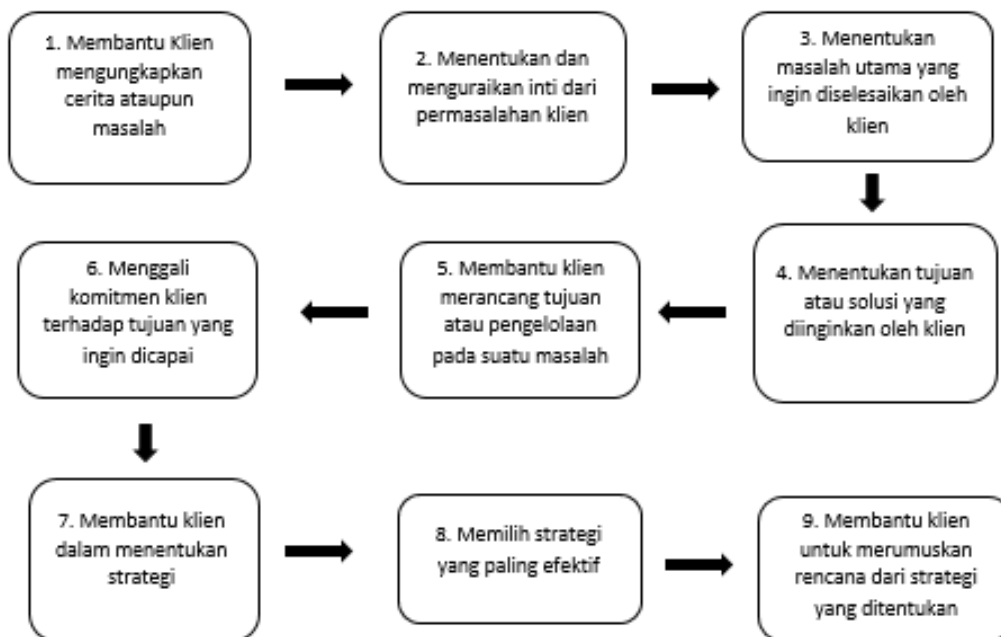 1. Membantu Klien
mengungkapkan
cerita ataupun
masalah
2. Menentukan dan
menguraikan inti dari
permasalahan klien
3. Menentukan
masalah utama yang
ingin diselesaikan oleh
klien
4. Menentukan tujuan
atau solusi yang
diinginkan oleh klien
5. Membantu klien
merancang tujuan
atau pengelolaan
pada suatu masalah
6. Menggali
komitmen klien
terhadap tujuan yang
ingin dicapai
7. Membantu klien
dalam menentukan
strategi
8. Memilih strategi
yang paling efektif
9. Membantu klien
untuk merumuskan
rencana dari strategi
yang ditentukan